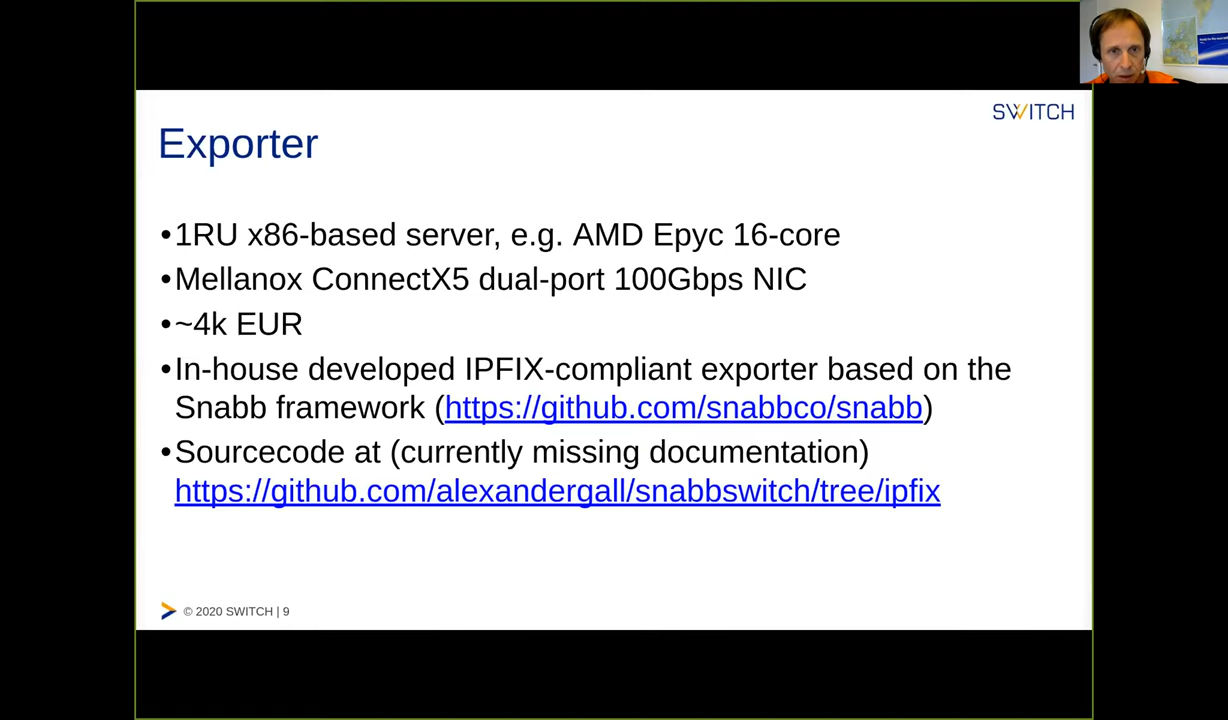 SWITCH
Exporter
•1RU x86-based server, e.g. AMD Epyc 16-core
•Mellanox ConnectX5 dual-port 100Gbps NIC
•~4k EUR
•In-house developed IPFIX-compliant exporter based on the
Snabb framework (https://github.com/snabbco/snabb)
•Sourcecode at (currently missing documentation)
https://github.com/alexandergall/snabbswitch/tree/ipfix
© 2020 SWITCH | 9